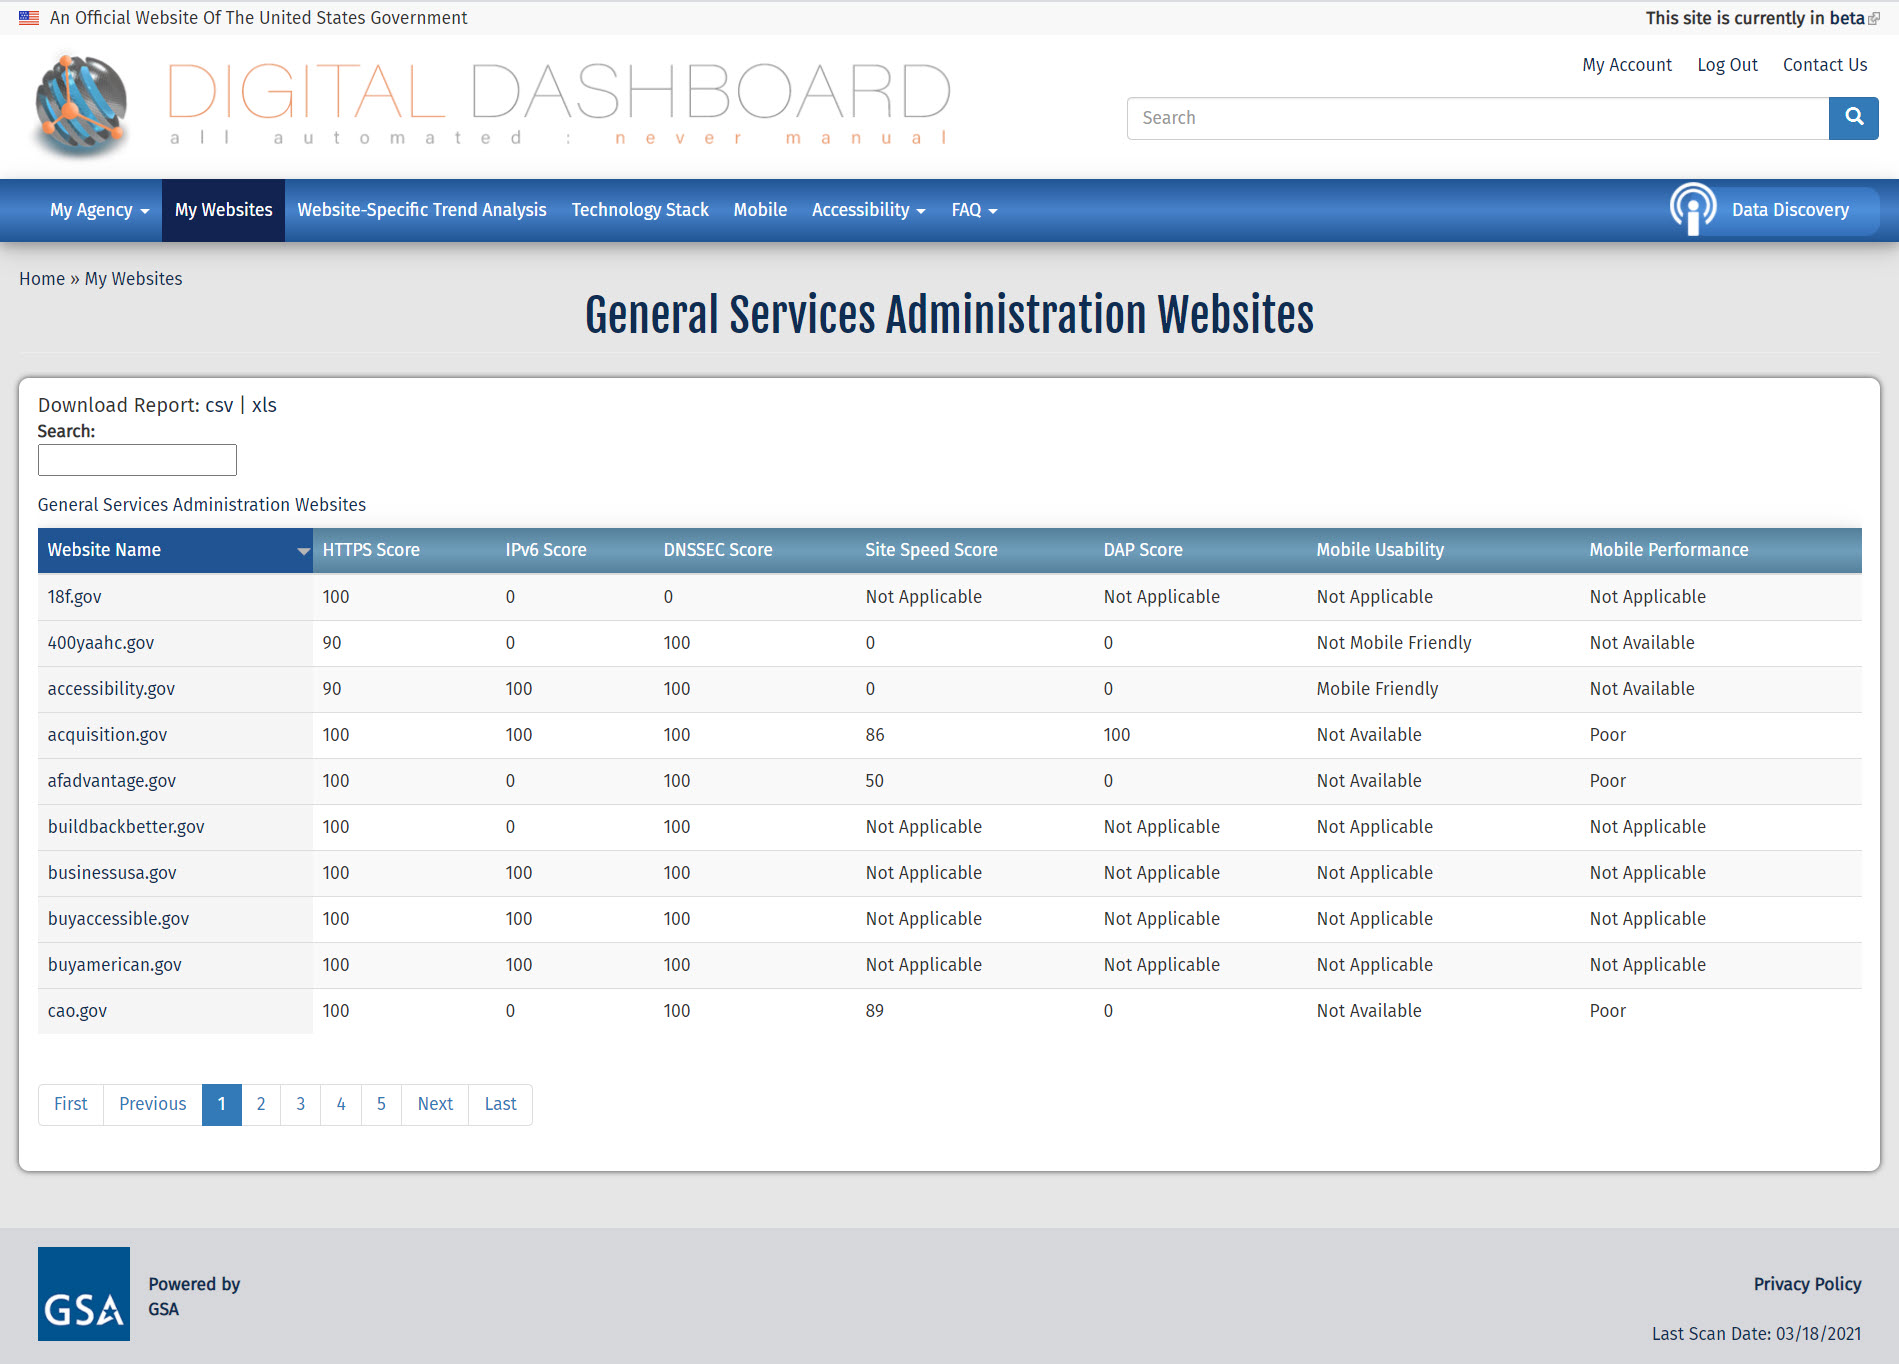 An Official Website Of The United States Government
This site is currently in beta
DIGITAL DASHBOARD
all automated : never manual
My Account Log Out Contact Us
Search
My Agency My Websites Website-Specific Trend Analysis Technology Stack Mobile Accessibility FAQ Data Discovery
Home » My Websites
General Services Administration Websites
Download Report: csv | xls
Search:
General Services Administration Websites
Website Name HTTPS Score IPv6 Score DNSSEC Score Site Speed Score DAP Score Mobile Usability Mobile Performance
18f.gov 100 0 0 Not Applicable Not Applicable Not Applicable Not Applicable
400yaahc.gov 90 0 100 0 0 Not Mobile Friendly Not Available
accessibility.gov 90 100 100 0 0 Mobile Friendly Not Available
acquisition.gov 100 100 100 86 100 Not Available Poor
afadvantage.gov 100 0 100 50 0 Not Available Poor
buildbackbetter.gov 100 0 100 Not Applicable Not Applicable Not Applicable Not Applicable
businessusa.gov 100 100 100 Not Applicable Not Applicable Not Applicable Not Applicable
buyaccessible.gov 100 100 100 Not Applicable Not Applicable Not Applicable Not Applicable
buyamerican.gov 100 100 100 Not Applicable Not Applicable Not Applicable Not Applicable
cao.gov 100 0 100 89 0 Not Available Poor
First Previous 1 2 3 4 5 Next Last
GSA
Powered by
GSA
Privacy Policy
Last Scan Date: 03/18/2021